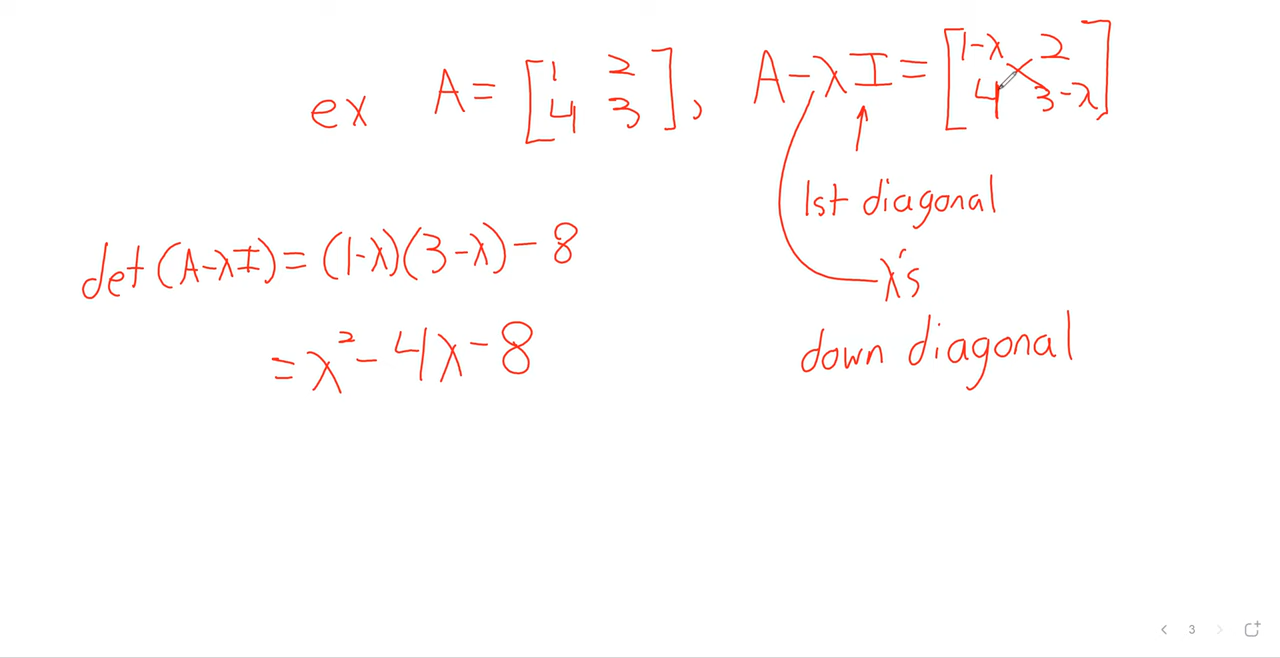 ex A = [1 2; 4 3], A - λI = [1-λ 2; 4 3-λ]
1st diagonal
det(A-λI) = (1-λ)(3-λ) - 8
λ's
= λ² - 4λ - 8
down diagonal
3